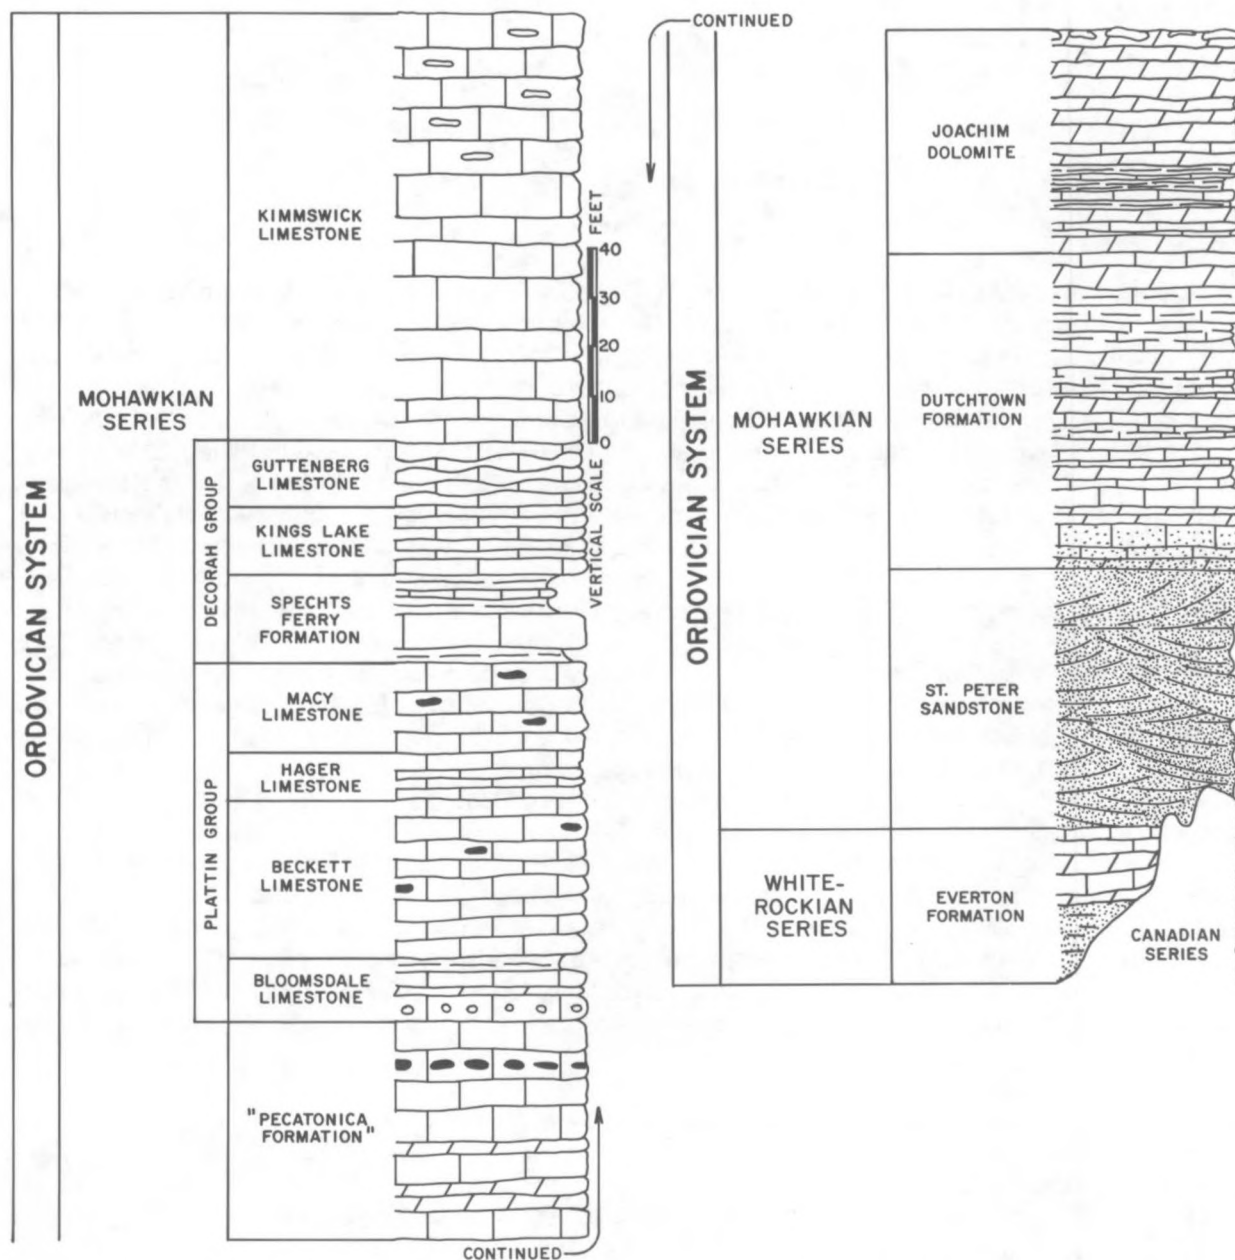 ORDOVICIAN SYSTEM
MOHAWKIAN
SERIES
KIMMSWICK
LIMESTONE
DECORAH GROUP
GUTTENBERG
LIMESTONE
KINGS LAKE
LIMESTONE
SPECHTS
FERRY
FORMATION
PLATTIN GROUP
MACY
LIMESTONE
HAGER
LIMESTONE
BECKETT
LIMESTONE
BLOOMSDALE
LIMESTONE
"PECATONICA
FORMATION"
CONTINUED
VERTICAL SCALE
FEET
40
30
20
10
0
CONTINUED
ORDOVICIAN SYSTEM
MOHAWKIAN
SERIES
JOACHIM
DOLOMITE
DUTCHTOWN
FORMATION
ST. PETER
SANDSTONE
WHITE-
ROCKIAN
SERIES
EVERTON
FORMATION
CANADIAN
SERIES